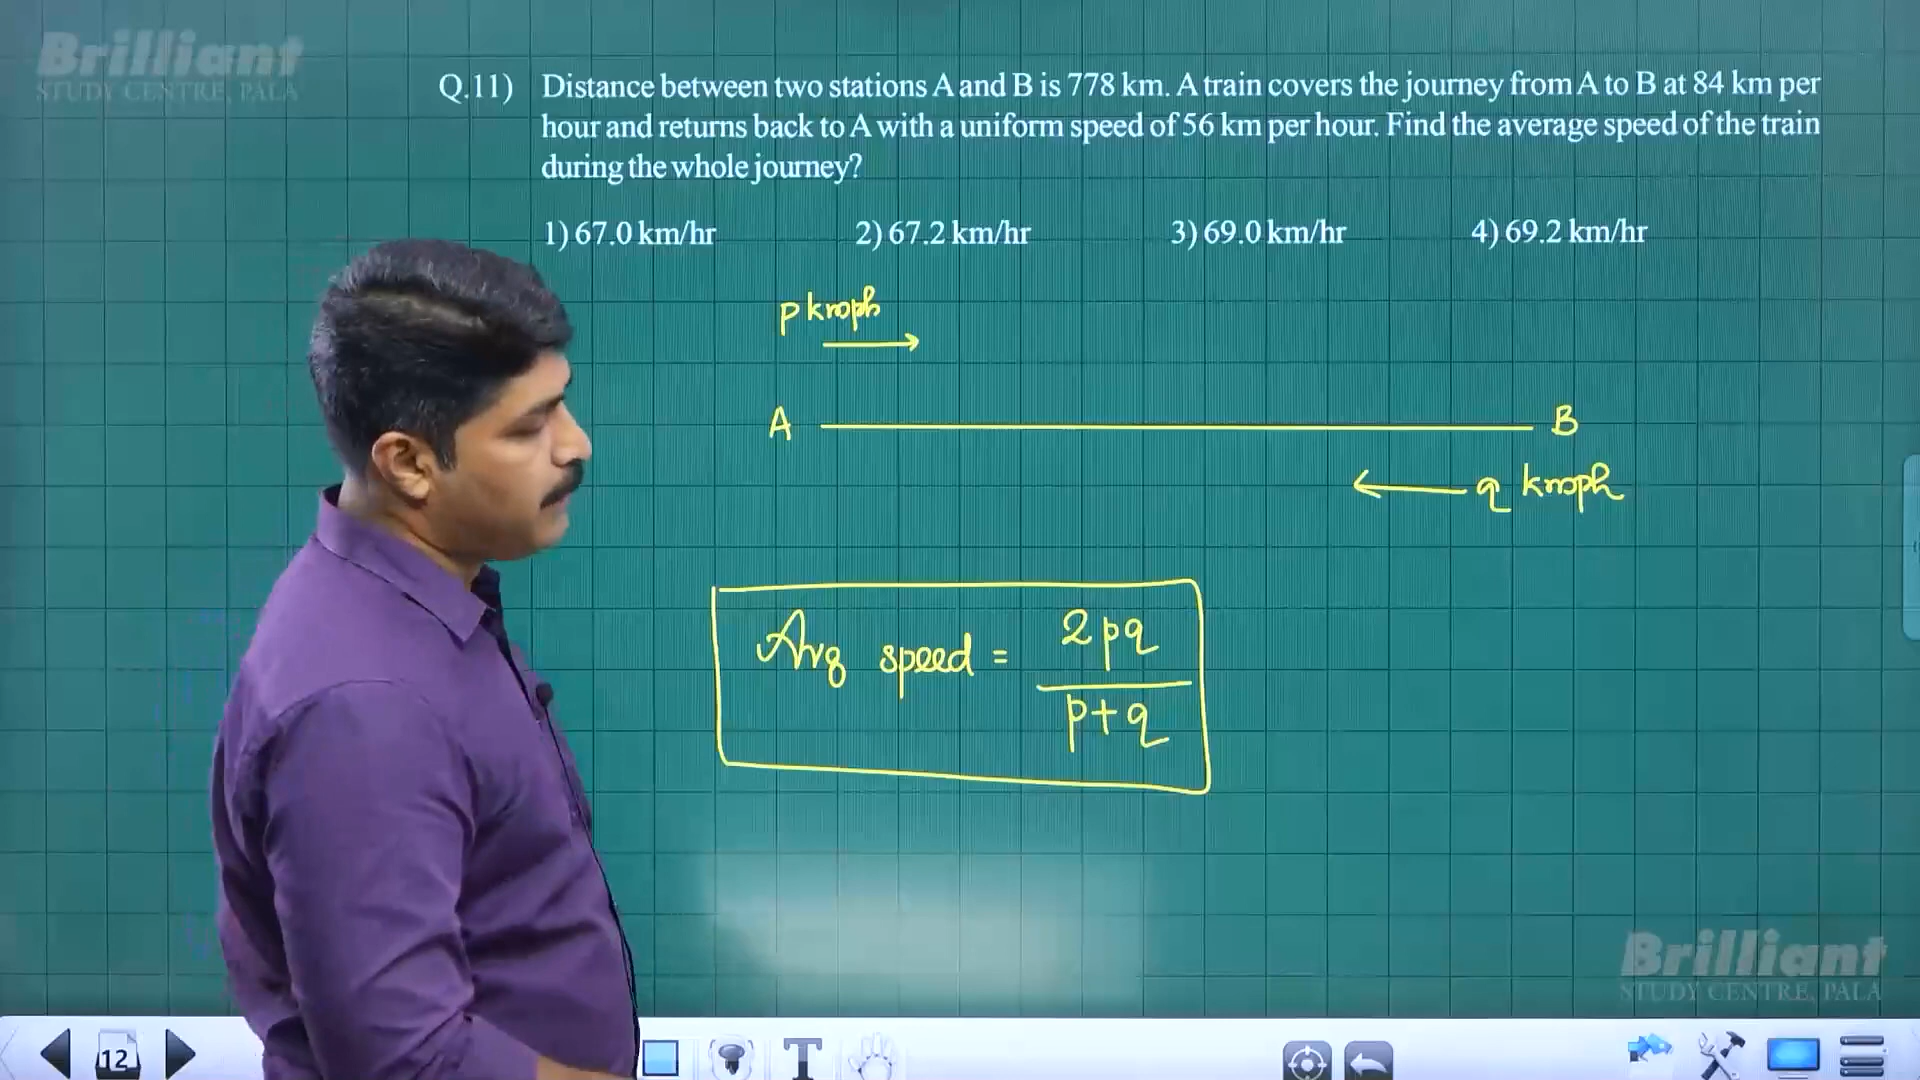 Brilliant
STUDY CENTRE, PALA
Q.11) Distance between two stations A and B is 778 km. A train covers the journey from A to B at 84 km per
hour and returns back to A with a uniform speed of 56 km per hour. Find the average speed of the train
during the whole journey?
1) 67.0 km/hr 2) 67.2 km/hr 3) 69.0 km/hr 4) 69.2 km/hr
p kmph
A B
q kmph
Avg speed = 2pq
p+q
Brilliant
STUDY CENTRE, PALA
12 T